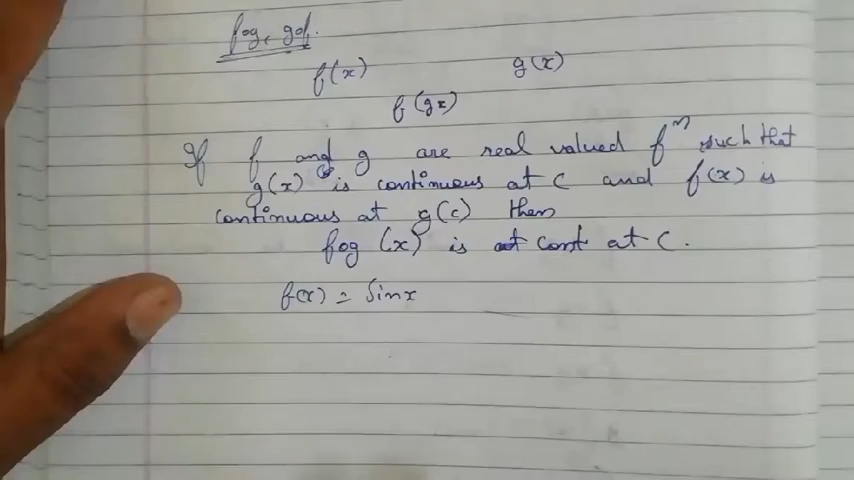 fog, gof.
f(x) g(x)
f(gx)
If f and g are real valued fⁿ such that
g(x) is continuous at c and f(x) is
continuous at g(c) then
fog (x) is cont at c.
f(x) = Sinx